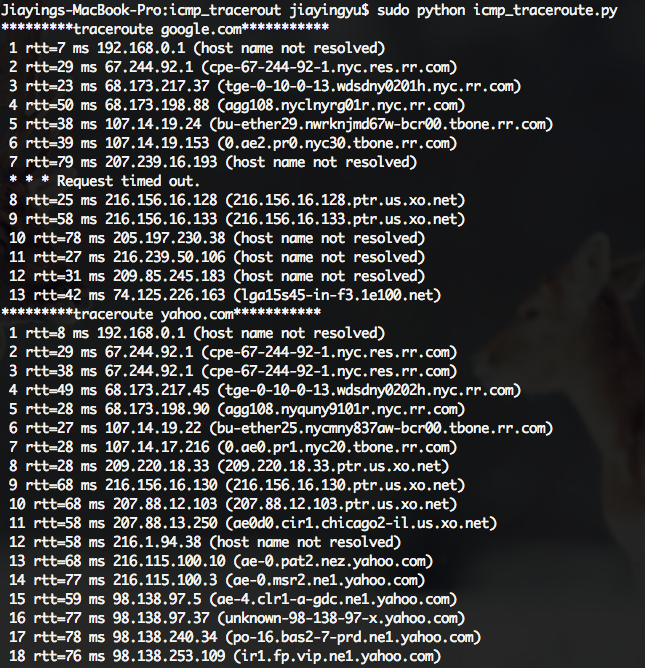 Jiayings-MacBook-Pro:icmp_tracerout jiayingyu$ sudo python icmp_traceroute.py
*********traceroute google.com***********
1 rtt=7 ms 192.168.0.1 (host name not resolved)
2 rtt=29 ms 67.244.92.1 (cpe-67-244-92-1.nyc.res.rr.com)
3 rtt=23 ms 68.173.217.37 (tge-0-10-0-13.wdsdny0201h.nyc.rr.com)
4 rtt=50 ms 68.173.198.88 (agg108.nyclnyrg01r.nyc.rr.com)
5 rtt=38 ms 107.14.19.24 (bu-ether29.nwrknjmd67w-bcr00.tbone.rr.com)
6 rtt=39 ms 107.14.19.153 (0.ae2.pr0.nyc30.tbone.rr.com)
7 rtt=79 ms 207.239.16.193 (host name not resolved)
* * * Request timed out.
8 rtt=25 ms 216.156.16.128 (216.156.16.128.ptr.us.xo.net)
9 rtt=58 ms 216.156.16.133 (216.156.16.133.ptr.us.xo.net)
10 rtt=78 ms 205.197.230.38 (host name not resolved)
11 rtt=27 ms 216.239.50.106 (host name not resolved)
12 rtt=31 ms 209.85.245.183 (host name not resolved)
13 rtt=42 ms 74.125.226.163 (lga15s45-in-f3.1e100.net)
*********traceroute yahoo.com***********
1 rtt=8 ms 192.168.0.1 (host name not resolved)
2 rtt=29 ms 67.244.92.1 (cpe-67-244-92-1.nyc.res.rr.com)
3 rtt=38 ms 67.244.92.1 (cpe-67-244-92-1.nyc.res.rr.com)
4 rtt=49 ms 68.173.217.45 (tge-0-10-0-13.wdsdny0202h.nyc.rr.com)
5 rtt=28 ms 68.173.198.90 (agg108.nyquny9101r.nyc.rr.com)
6 rtt=27 ms 107.14.19.22 (bu-ether25.nycmny837aw-bcr00.tbone.rr.com)
7 rtt=28 ms 107.14.17.216 (0.ae0.pr1.nyc20.tbone.rr.com)
8 rtt=28 ms 209.220.18.33 (209.220.18.33.ptr.us.xo.net)
9 rtt=68 ms 216.156.16.130 (216.156.16.130.ptr.us.xo.net)
10 rtt=68 ms 207.88.12.103 (207.88.12.103.ptr.us.xo.net)
11 rtt=58 ms 207.88.13.250 (ae0d0.cir1.chicago2-il.us.xo.net)
12 rtt=58 ms 216.1.94.38 (host name not resolved)
13 rtt=68 ms 216.115.100.10 (ae-0.pat2.nez.yahoo.com)
14 rtt=77 ms 216.115.100.3 (ae-0.msr2.ne1.yahoo.com)
15 rtt=59 ms 98.138.97.5 (ae-4.clr1-a-gdc.ne1.yahoo.com)
16 rtt=77 ms 98.138.97.37 (unknown-98-138-97-x.yahoo.com)
17 rtt=78 ms 98.138.240.34 (po-16.bas2-7-prd.ne1.yahoo.com)
18 rtt=76 ms 98.138.253.109 (ir1.fp.vip.ne1.yahoo.com)